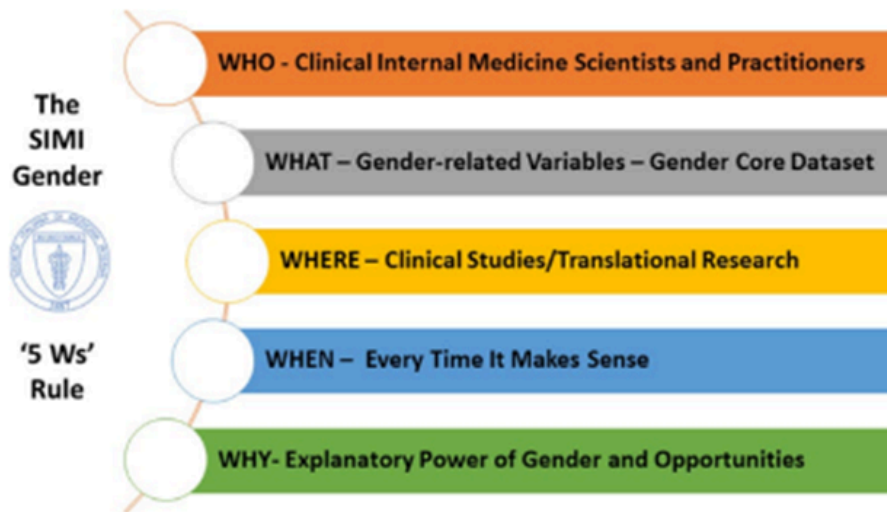 The
SIMI
Gender
'5 Ws'
Rule
WHO - Clinical Internal Medicine Scientists and Practitioners
WHAT – Gender-related Variables – Gender Core Dataset
WHERE – Clinical Studies/Translational Research
WHEN – Every Time It Makes Sense
WHY- Explanatory Power of Gender and Opportunities